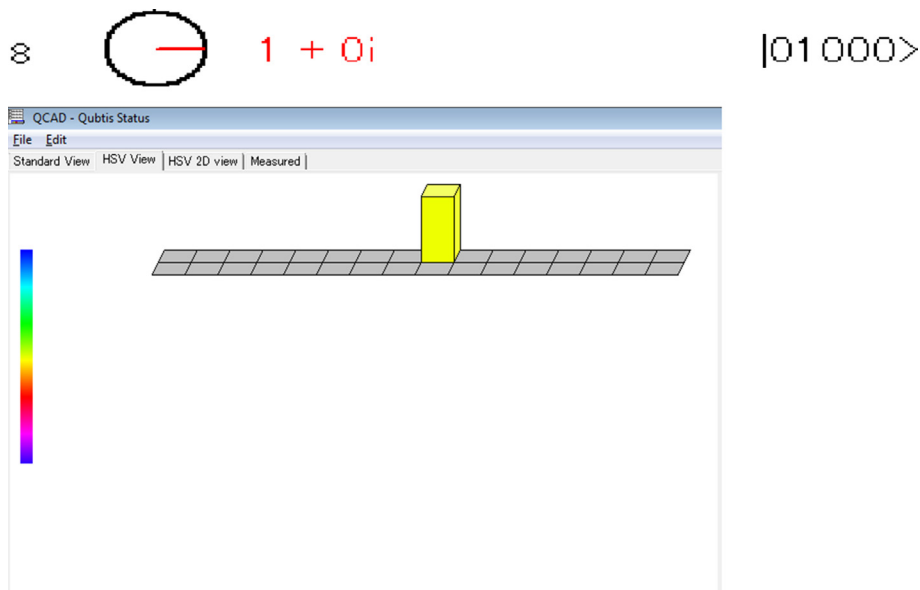 8 1 + 0i |01000>
QCAD - Qubtis Status
File Edit
Standard View HSV View HSV 2D view Measured